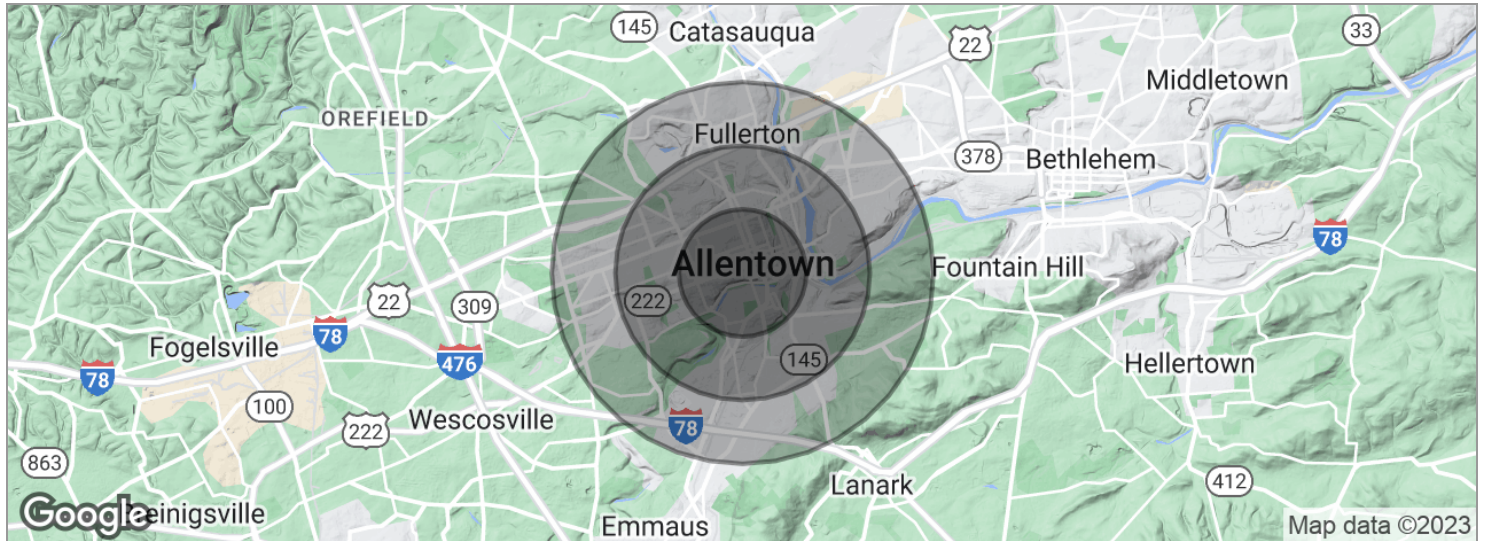 145
Catasauqua
22
33
Middletown
OREFIELD
Fullerton
378
Bethlehem
78
Allentown
Fountain Hill
222
22
309
78
Fogelsville
476
145
Hellertown
78
100
Wescosville
222
78
863
Lanark
412
Google
einigsville
Emmaus
Map data ©2023